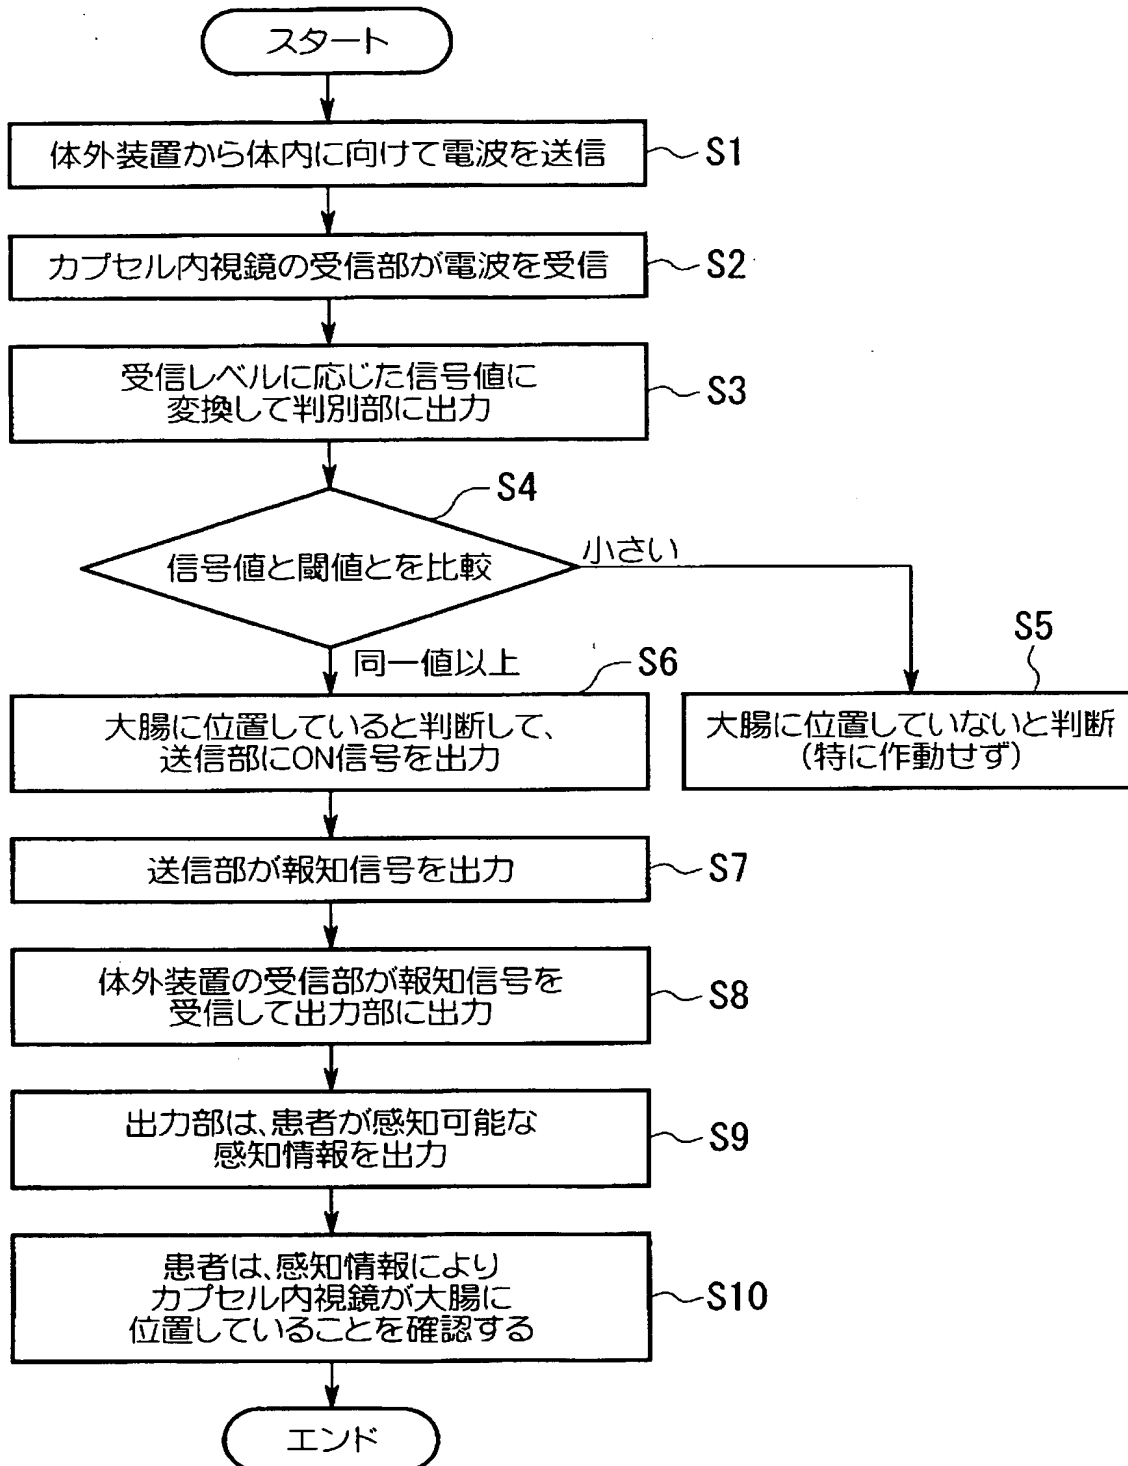 スタート
体外装置から体内に向けて電波を送信
S1
カプセル内視鏡の受信部が電波を受信
S2
受信レベルに応じた信号値に
変換して判別部に出力
S3
S4
信号値と閾値とを比較
小さい
同一値以上
S6
S5
大腸に位置していると判断して、
送信部にON信号を出力
大腸に位置していないと判断
(特に作動せず)
送信部が報知信号を出力
S7
体外装置の受信部が報知信号を
受信して出力部に出力
S8
出力部は、患者が感知可能な
感知情報を出力
S9
患者は、感知情報により
カプセル内視鏡が大腸に
位置していることを確認する
S10
エンド